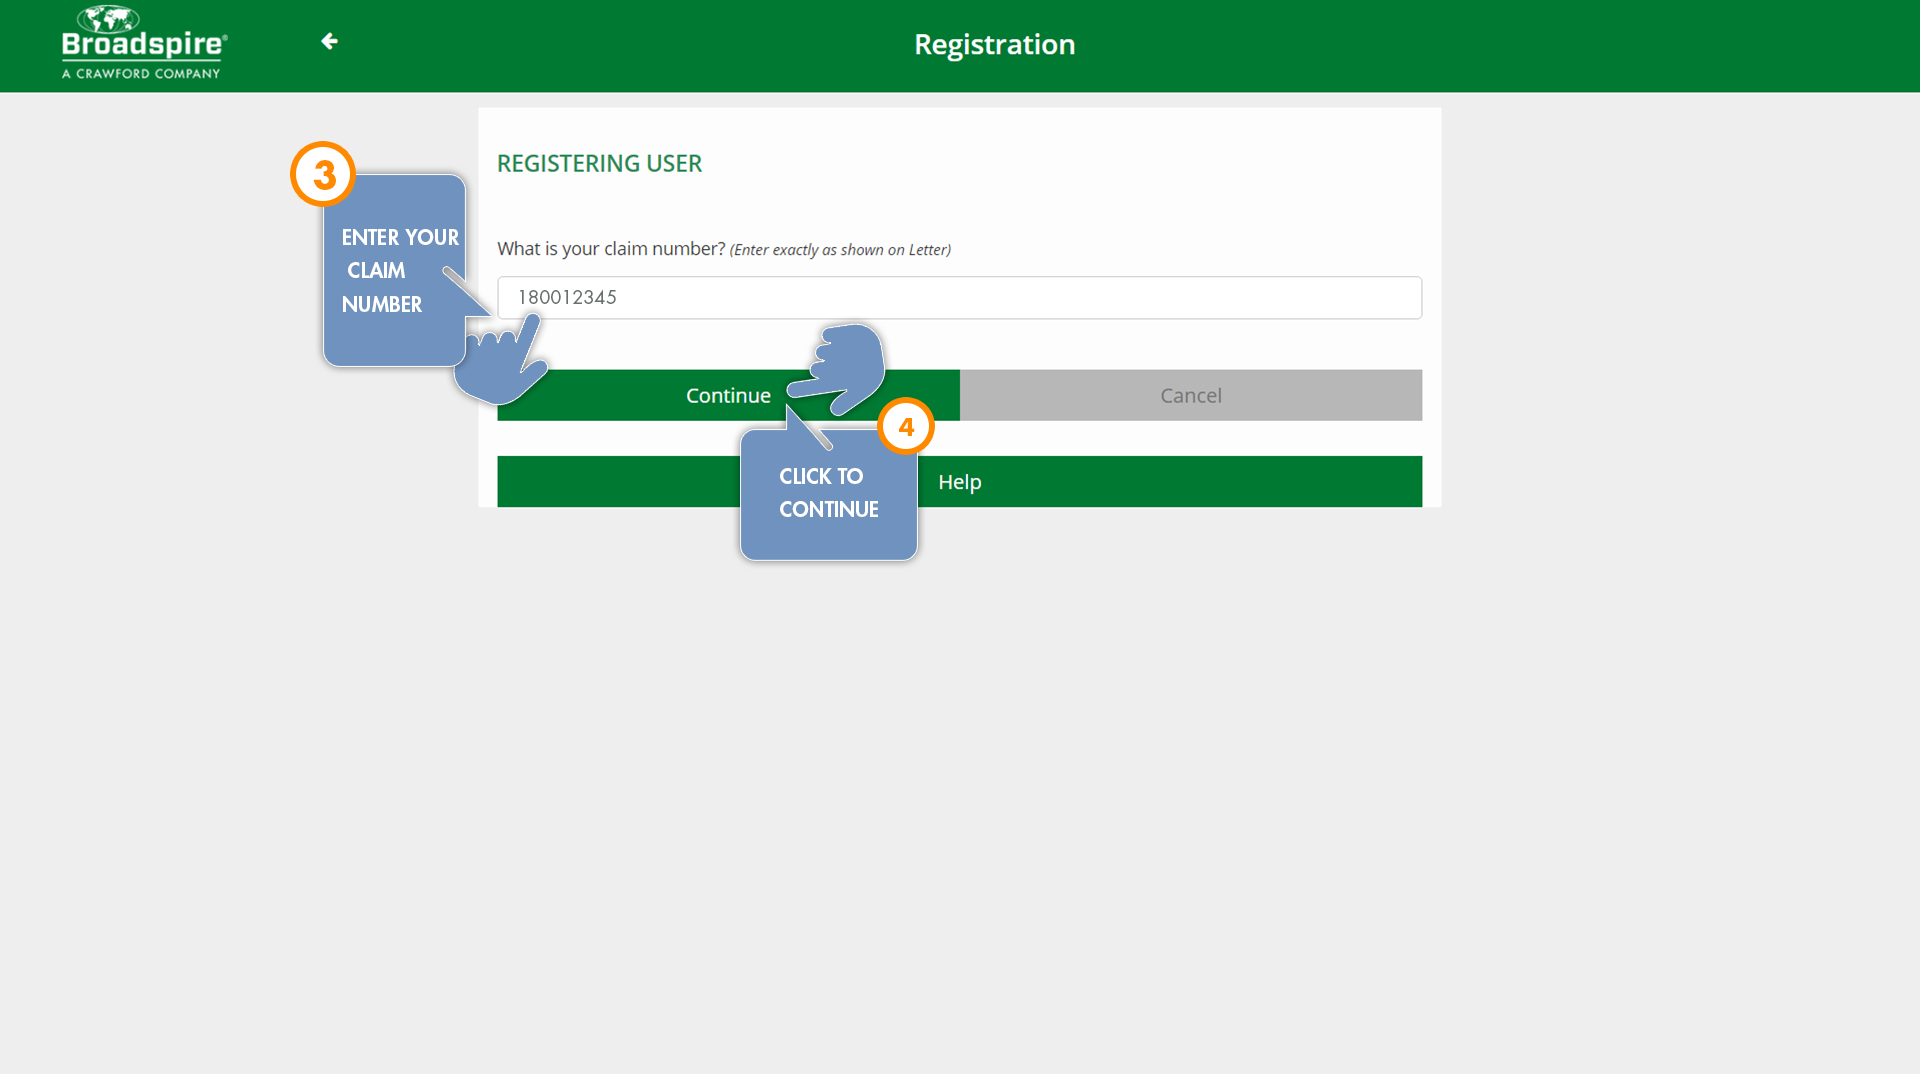 Broadspire®
A CRAWFORD COMPANY
Registration
REGISTERING USER
3
ENTER YOUR
CLAIM
NUMBER
What is your claim number? (Enter exactly as shown on Letter)
180012345
Continue
Cancel
4
CLICK TO
CONTINUE
Help